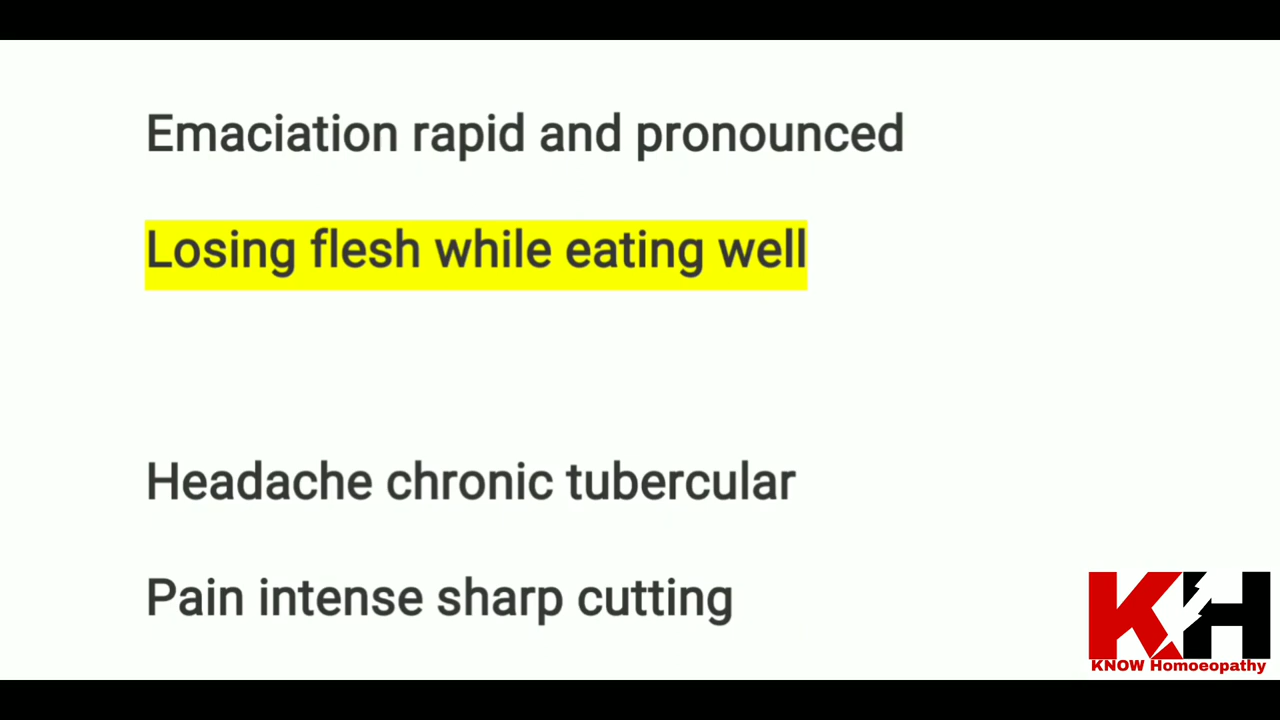 Emaciation rapid and pronounced
Losing flesh while eating well
Headache chronic tubercular
Pain intense sharp cutting
KH
KNOW Homoeopathy